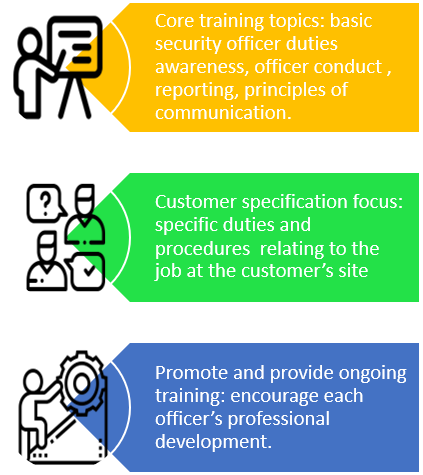 Core training topics: basic
security officer duties
awareness, officer conduct ,
reporting, principles of
communication.
Customer specification focus:
specific duties and
procedures  relating to the
job at the customer’s site
Promote and provide ongoing
training: encourage each
officer’s professional
development.